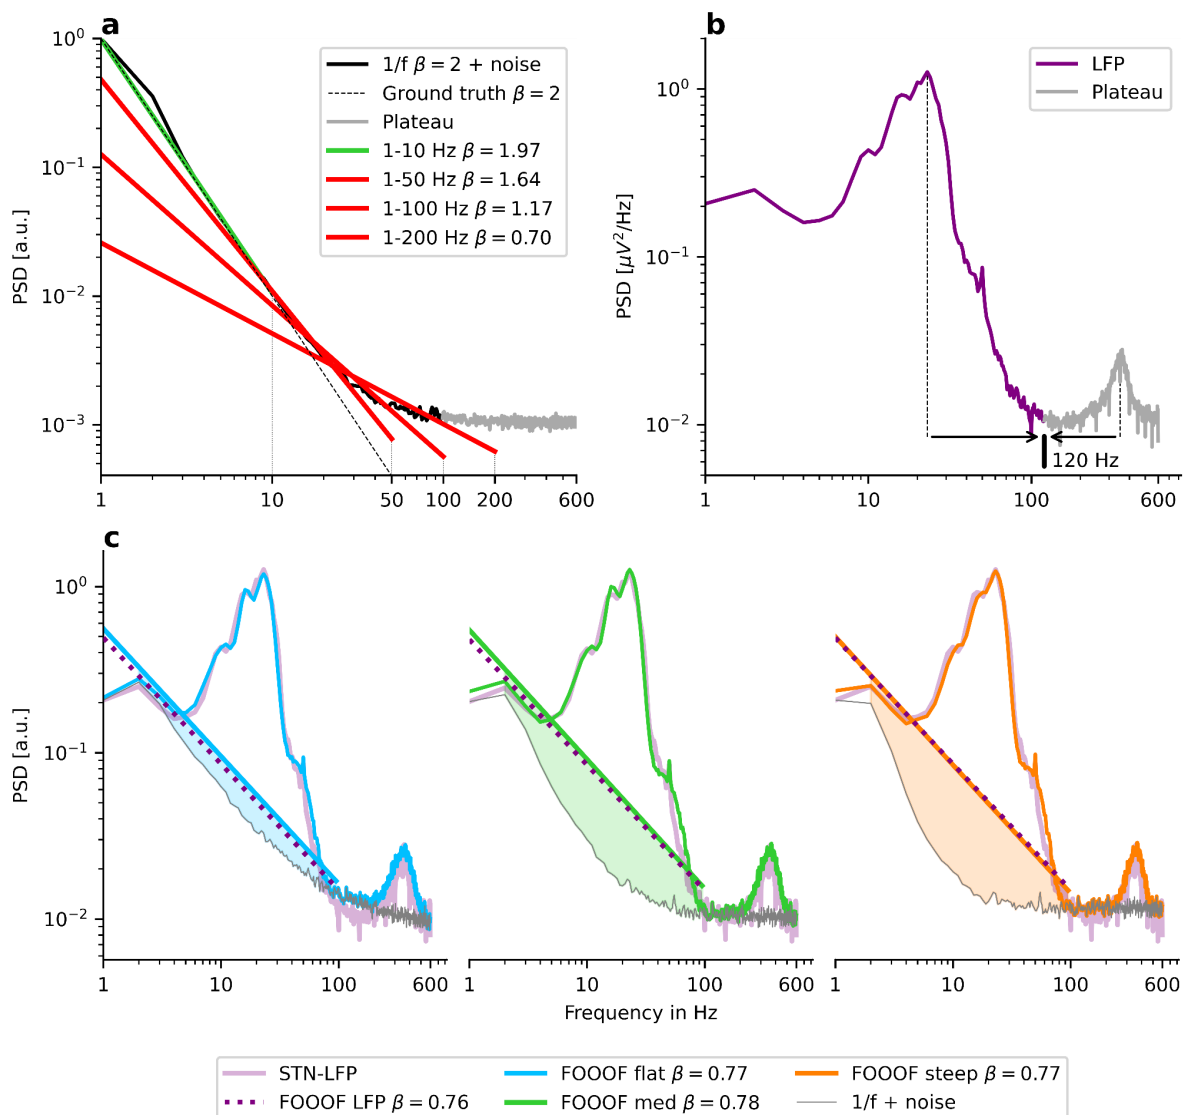 a
PSD [a.u.]
10^0
10^-1
10^-2
10^-3
1/f β = 2 + noise
Ground truth β = 2
Plateau
1-10 Hz β = 1.97
1-50 Hz β = 1.64
1-100 Hz β = 1.17
1-200 Hz β = 0.70
1 10 50 100 200 600
b
PSD [μV²/Hz]
10^0
10^-1
10^-2
LFP
Plateau
120 Hz
1 10 100 600
c
PSD [a.u.]
10^0
10^-1
10^-2
1 10 100 600 1 10 100 600 1 10 100 600
Frequency in Hz
STN-LFP
FOOOF LFP β = 0.76
FOOOF flat β = 0.77
FOOOF med β = 0.78
FOOOF steep β = 0.77
1/f + noise